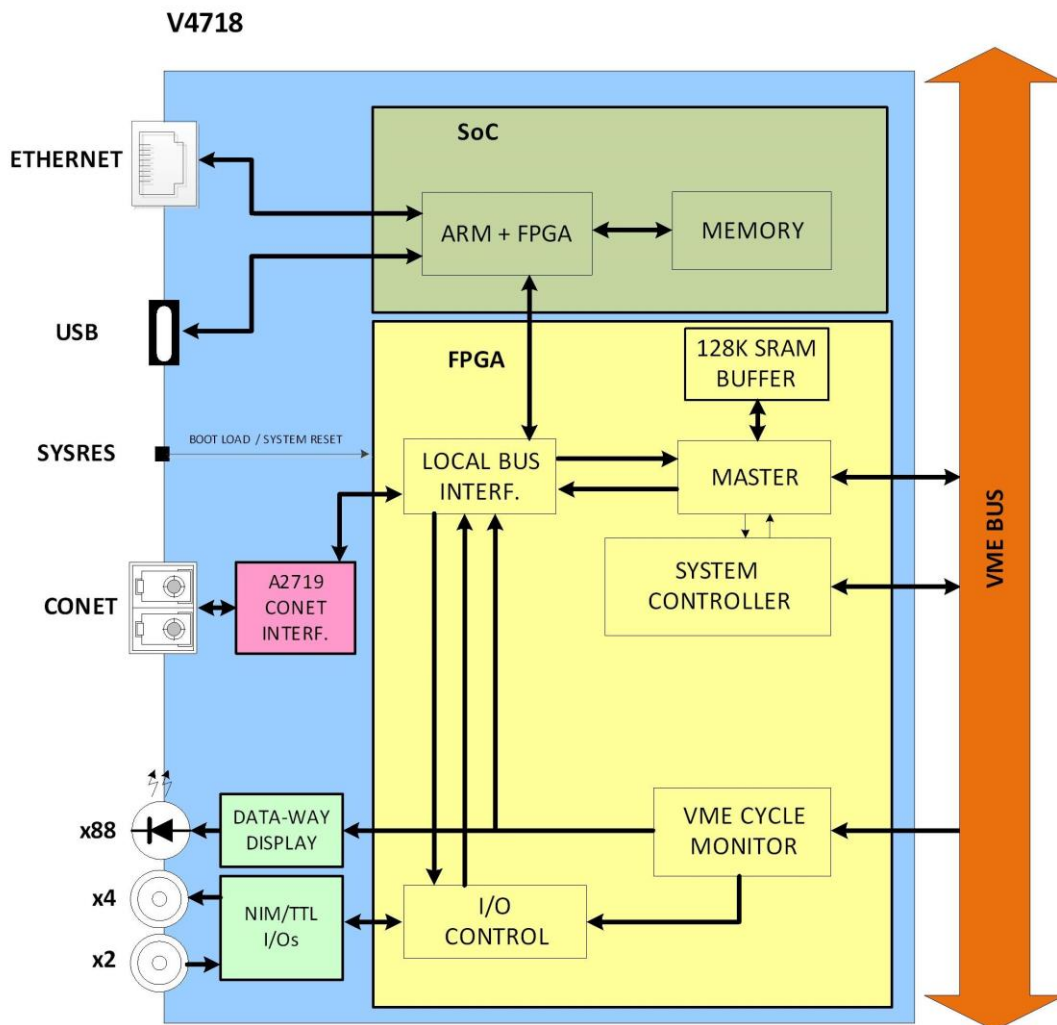 V4718
SoC
ETHERNET
ARM + FPGA
MEMORY
USB
FPGA
128K SRAM
BUFFER
SYSRES
BOOT LOAD / SYSTEM RESET
LOCAL BUS
INTERF.
MASTER
VME BUS
CONET
A2719
CONET
INTERF.
SYSTEM
CONTROLLER
x88
DATA-WAY
DISPLAY
VME CYCLE
MONITOR
x4
NIM/TTL
I/Os
I/O
CONTROL
x2